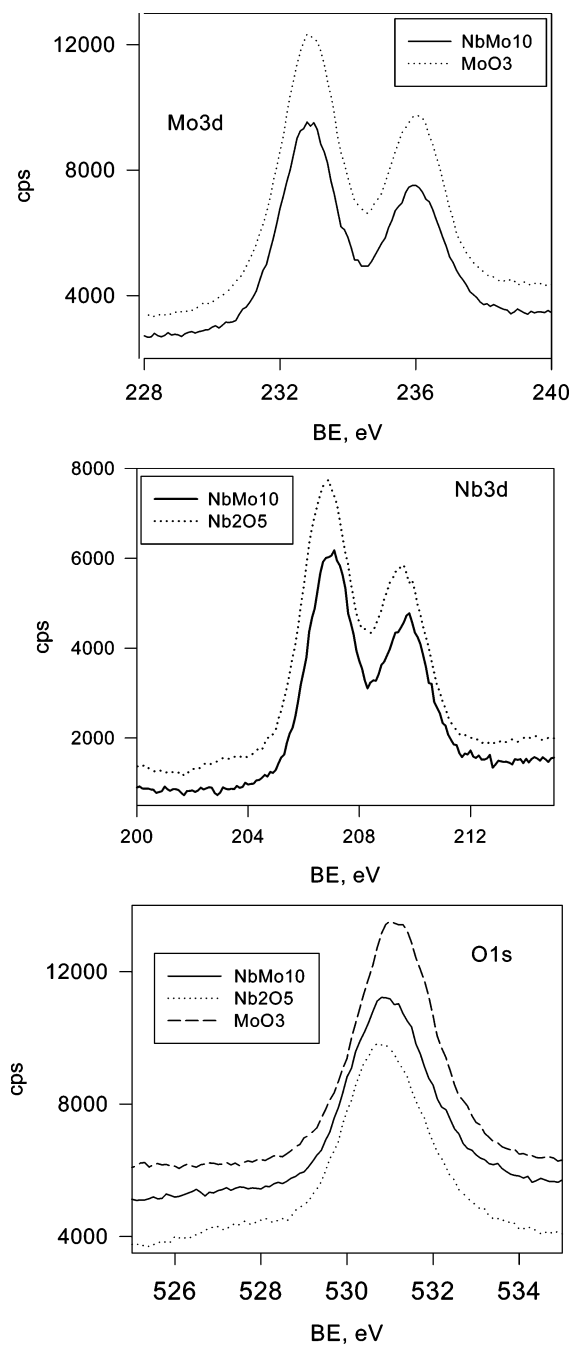 12000
NbMo10
MoO3
Mo3d
8000
cps
4000
228 232 236 240
BE, eV
8000
NbMo10
Nb2O5
Nb3d
6000
cps
4000
2000
200 204 208 212
BE, eV
O1s
NbMo10
Nb2O5
MoO3
12000
cps
8000
4000
526 528 530 532 534
BE, eV